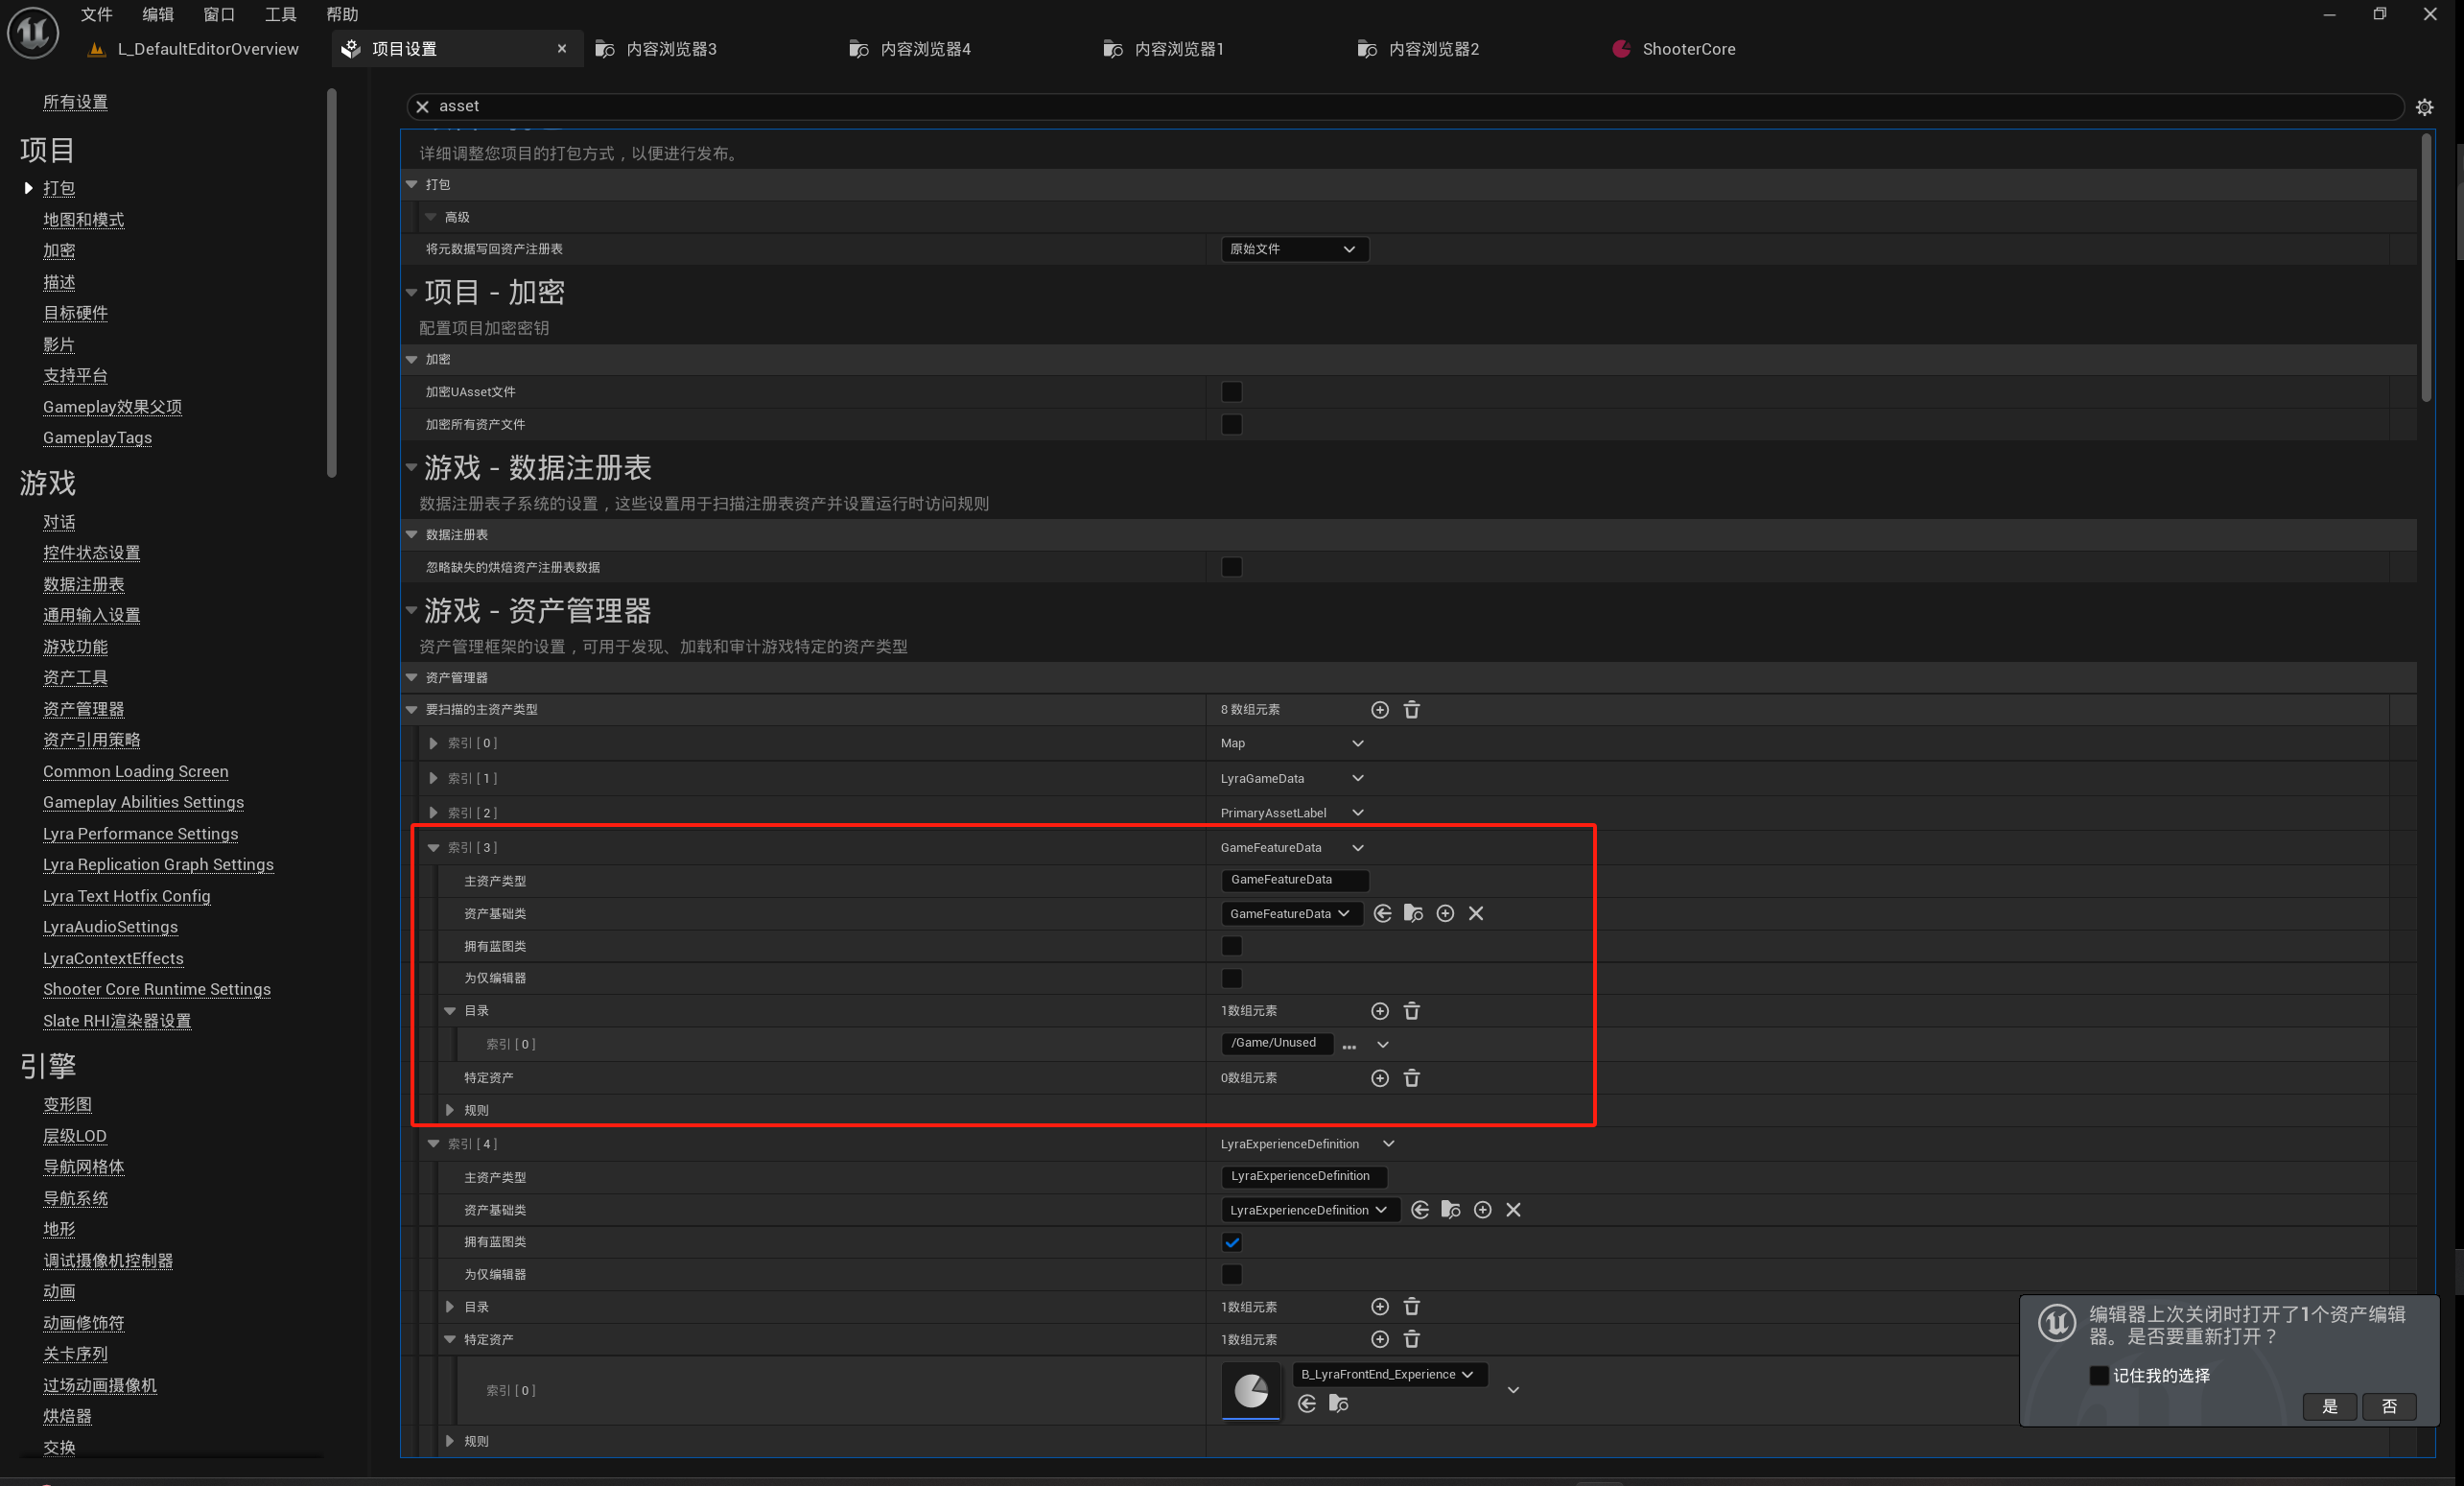 文件 编辑 窗口 工具 帮助
L_DefaultEditorOverview 项目设置 内容浏览器3 内容浏览器4 内容浏览器1 内容浏览器2 ShooterCore
所有设置
项目
打包
地图和模式
加密
描述
目标硬件
影片
支持平台
Gameplay效果父项
GameplayTags
游戏
对话
控件状态设置
数据注册表
通用输入设置
游戏功能
资产工具
资产管理器
资产引用策略
Common Loading Screen
Gameplay Abilities Settings
Lyra Performance Settings
Lyra Replication Graph Settings
Lyra Text Hotfix Config
LyraAudioSettings
LyraContextEffects
Shooter Core Runtime Settings
Slate RHI渲染器设置
引擎
变形图
层级LOD
导航网格体
导航系统
地形
调试摄像机控制器
动画
动画修饰符
关卡序列
过场动画摄像机
烘焙器
交换
asset
详细调整您项目的打包方式，以便进行发布。
打包
高级
将元数据写回资产注册表 原始文件
项目 - 加密
配置项目加密密钥
加密
加密UAsset文件
加密所有资产文件
游戏 - 数据注册表
数据注册表子系统的设置，这些设置用于扫描注册表资产并设置运行时访问规则
数据注册表
忽略缺失的烘焙资产注册表数据
游戏 - 资产管理器
资产管理框架的设置，可用于发现、加载和审计游戏特定的资产类型
资产管理器
要扫描的主资产类型 8 数组元素
索引 [ 0 ] Map
索引 [ 1 ] LyraGameData
索引 [ 2 ] PrimaryAssetLabel
索引 [ 3 ] GameFeatureData
主资产类型 GameFeatureData
资产基础类 GameFeatureData
拥有蓝图类
为仅编辑器
目录 1数组元素
索引 [ 0 ] /Game/Unused
特定资产 0数组元素
规则
索引 [ 4 ] LyraExperienceDefinition
主资产类型 LyraExperienceDefinition
资产基础类 LyraExperienceDefinition
拥有蓝图类
为仅编辑器
目录 1数组元素
特定资产 1数组元素
索引 [ 0 ] B_LyraFrontEnd_Experience
规则
编辑器上次关闭时打开了1个资产编辑
器。是否要重新打开？
记住我的选择
是 否